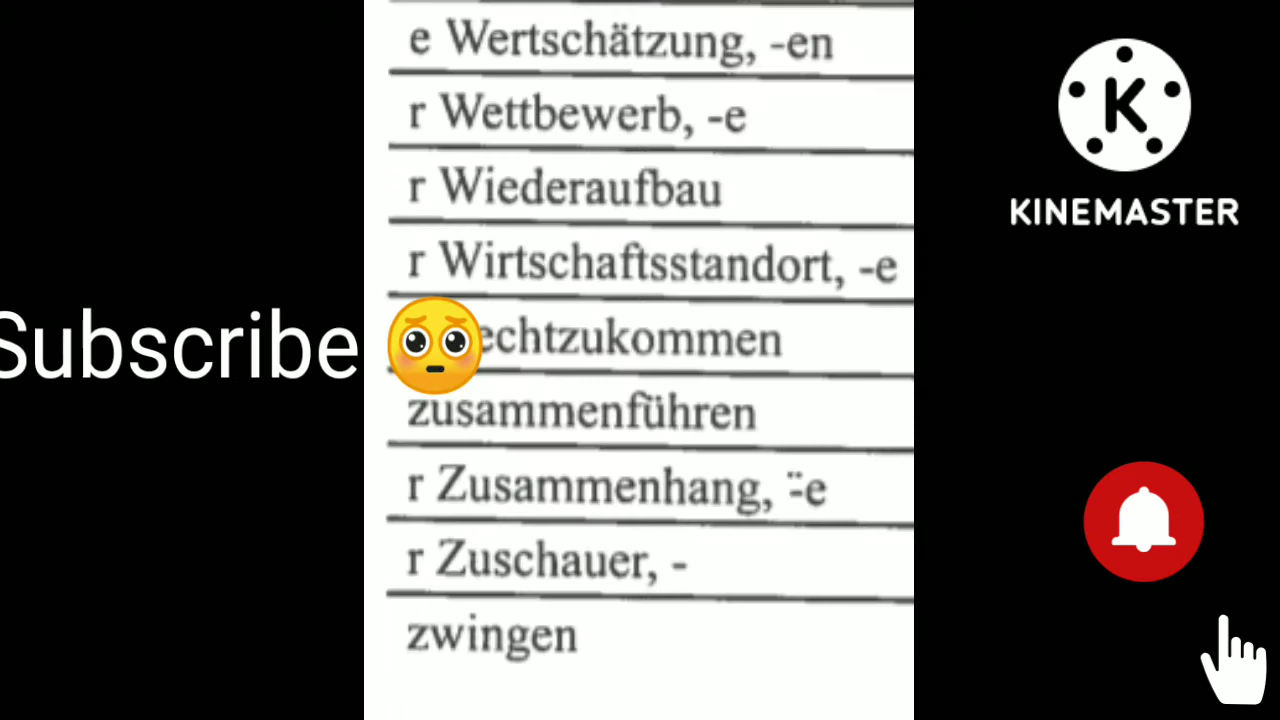 e Wertschätzung, -en
r Wettbewerb, -e
r Wiederaufbau
r Wirtschaftsstandort, -e
zusammenführen
r Zusammenhang, ⸚e
r Zuschauer, -
zwingen
Subscribe
K
KINEMASTER